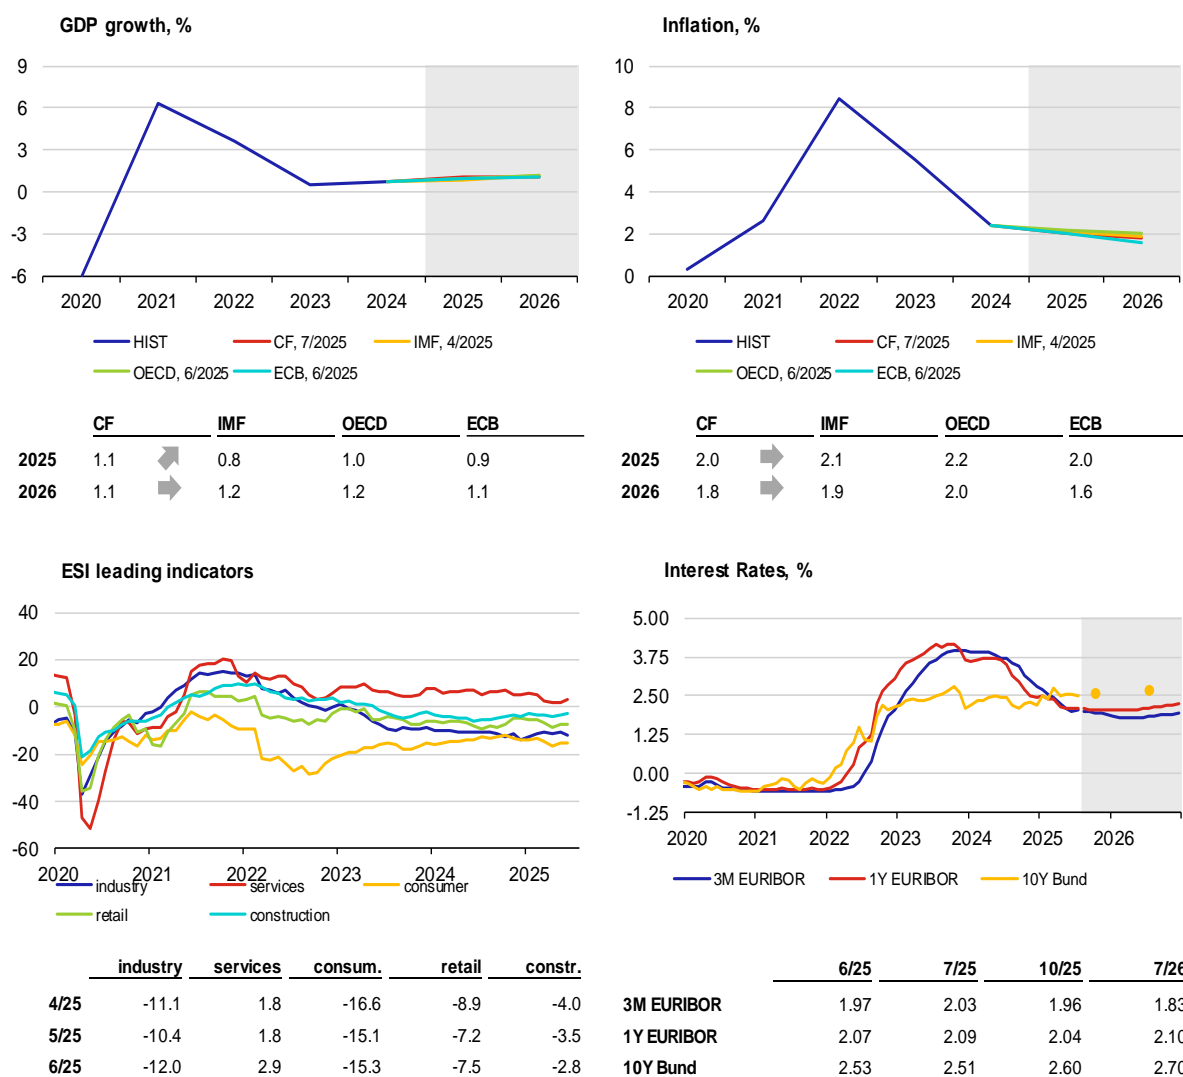 GDP growth, %
9
6
3
0
-3
-6
2020 2021 2022 2023 2024 2025 2026
HIST CF, 7/2025 IMF, 4/2025
OECD, 6/2025 ECB, 6/2025
CF IMF OECD ECB
2025 1.1 0.8 1.0 0.9
2026 1.1 1.2 1.2 1.1
Inflation, %
10
8
6
4
2
0
2020 2021 2022 2023 2024 2025 2026
HIST CF, 7/2025 IMF, 4/2025
OECD, 6/2025 ECB, 6/2025
CF IMF OECD ECB
2025 2.0 2.1 2.2 2.0
2026 1.8 1.9 2.0 1.6
ESI leading indicators
40
20
0
-20
-40
-60
2020 2021 2022 2023 2024 2025
industry services consumer
retail construction
industry services consum. retail constr.
4/25 -11.1 1.8 -16.6 -8.9 -4.0
5/25 -10.4 1.8 -15.1 -7.2 -3.5
6/25 -12.0 2.9 -15.3 -7.5 -2.8
Interest Rates, %
5.00
3.75
2.50
1.25
0.00
-1.25
2020 2021 2022 2023 2024 2025 2026
3M EURIBOR 1Y EURIBOR 10Y Bund
6/25 7/25 10/25 7/26
3M EURIBOR 1.97 2.03 1.96 1.83
1Y EURIBOR 2.07 2.09 2.04 2.10
10Y Bund 2.53 2.51 2.60 2.70